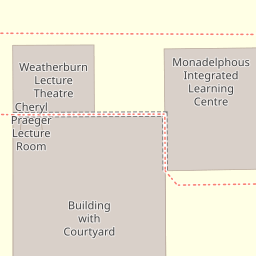 Weatherburn
Lecture
Theatre
Cheryl
Praeger
Lecture
Room
Monadelphous
Integrated
Learning
Centre
Building
with
Courtyard